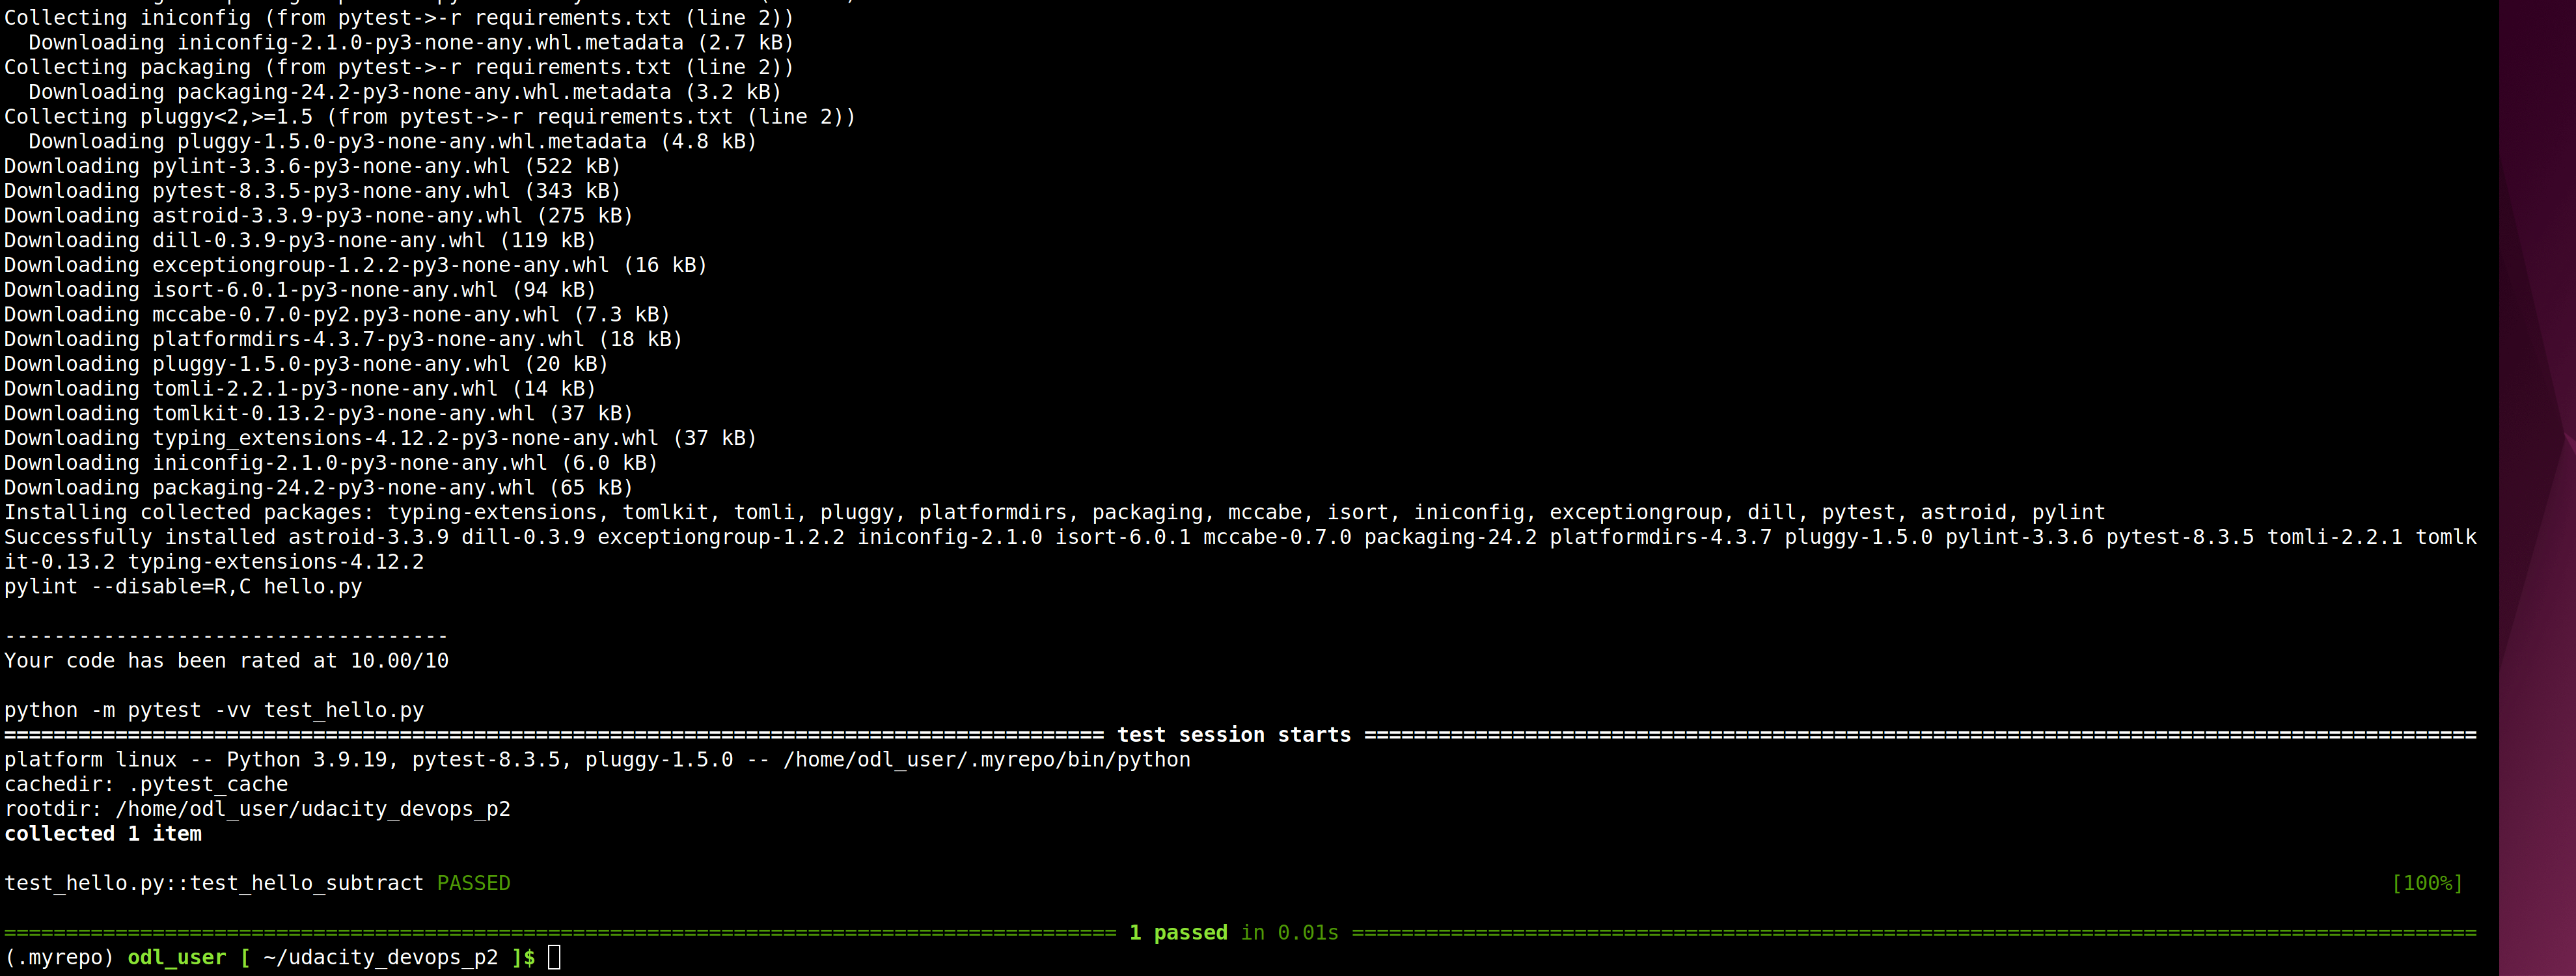 Collecting iniconfig (from pytest->-r requirements.txt (line 2))
  Downloading iniconfig-2.1.0-py3-none-any.whl.metadata (2.7 kB)
Collecting packaging (from pytest->-r requirements.txt (line 2))
  Downloading packaging-24.2-py3-none-any.whl.metadata (3.2 kB)
Collecting pluggy<2,>=1.5 (from pytest->-r requirements.txt (line 2))
  Downloading pluggy-1.5.0-py3-none-any.whl.metadata (4.8 kB)
Downloading pylint-3.3.6-py3-none-any.whl (522 kB)
Downloading pytest-8.3.5-py3-none-any.whl (343 kB)
Downloading astroid-3.3.9-py3-none-any.whl (275 kB)
Downloading dill-0.3.9-py3-none-any.whl (119 kB)
Downloading exceptiongroup-1.2.2-py3-none-any.whl (16 kB)
Downloading isort-6.0.1-py3-none-any.whl (94 kB)
Downloading mccabe-0.7.0-py2.py3-none-any.whl (7.3 kB)
Downloading platformdirs-4.3.7-py3-none-any.whl (18 kB)
Downloading pluggy-1.5.0-py3-none-any.whl (20 kB)
Downloading tomli-2.2.1-py3-none-any.whl (14 kB)
Downloading tomlkit-0.13.2-py3-none-any.whl (37 kB)
Downloading typing_extensions-4.12.2-py3-none-any.whl (37 kB)
Downloading iniconfig-2.1.0-py3-none-any.whl (6.0 kB)
Downloading packaging-24.2-py3-none-any.whl (65 kB)
Installing collected packages: typing-extensions, tomlkit, tomli, pluggy, platformdirs, packaging, mccabe, isort, iniconfig, exceptiongroup, dill, pytest, astroid, pylint
Successfully installed astroid-3.3.9 dill-0.3.9 exceptiongroup-1.2.2 iniconfig-2.1.0 isort-6.0.1 mccabe-0.7.0 packaging-24.2 platformdirs-4.3.7 pluggy-1.5.0 pylint-3.3.6 pytest-8.3.5 tomli-2.2.1 tomlk
it-0.13.2 typing-extensions-4.12.2
pylint --disable=R,C hello.py

------------------------------------
Your code has been rated at 10.00/10

python -m pytest -vv test_hello.py
========================================================================================= test session starts ==========================================================================================
platform linux -- Python 3.9.19, pytest-8.3.5, pluggy-1.5.0 -- /home/odl_user/.myrepo/bin/python
cachedir: .pytest_cache
rootdir: /home/odl_user/udacity_devops_p2
collected 1 item

test_hello.py::test_hello_subtract PASSED [100%]

========================================================================================== 1 passed in 0.01s ===========================================================================================
(.myrepo) odl_user [ ~/udacity_devops_p2 ]$